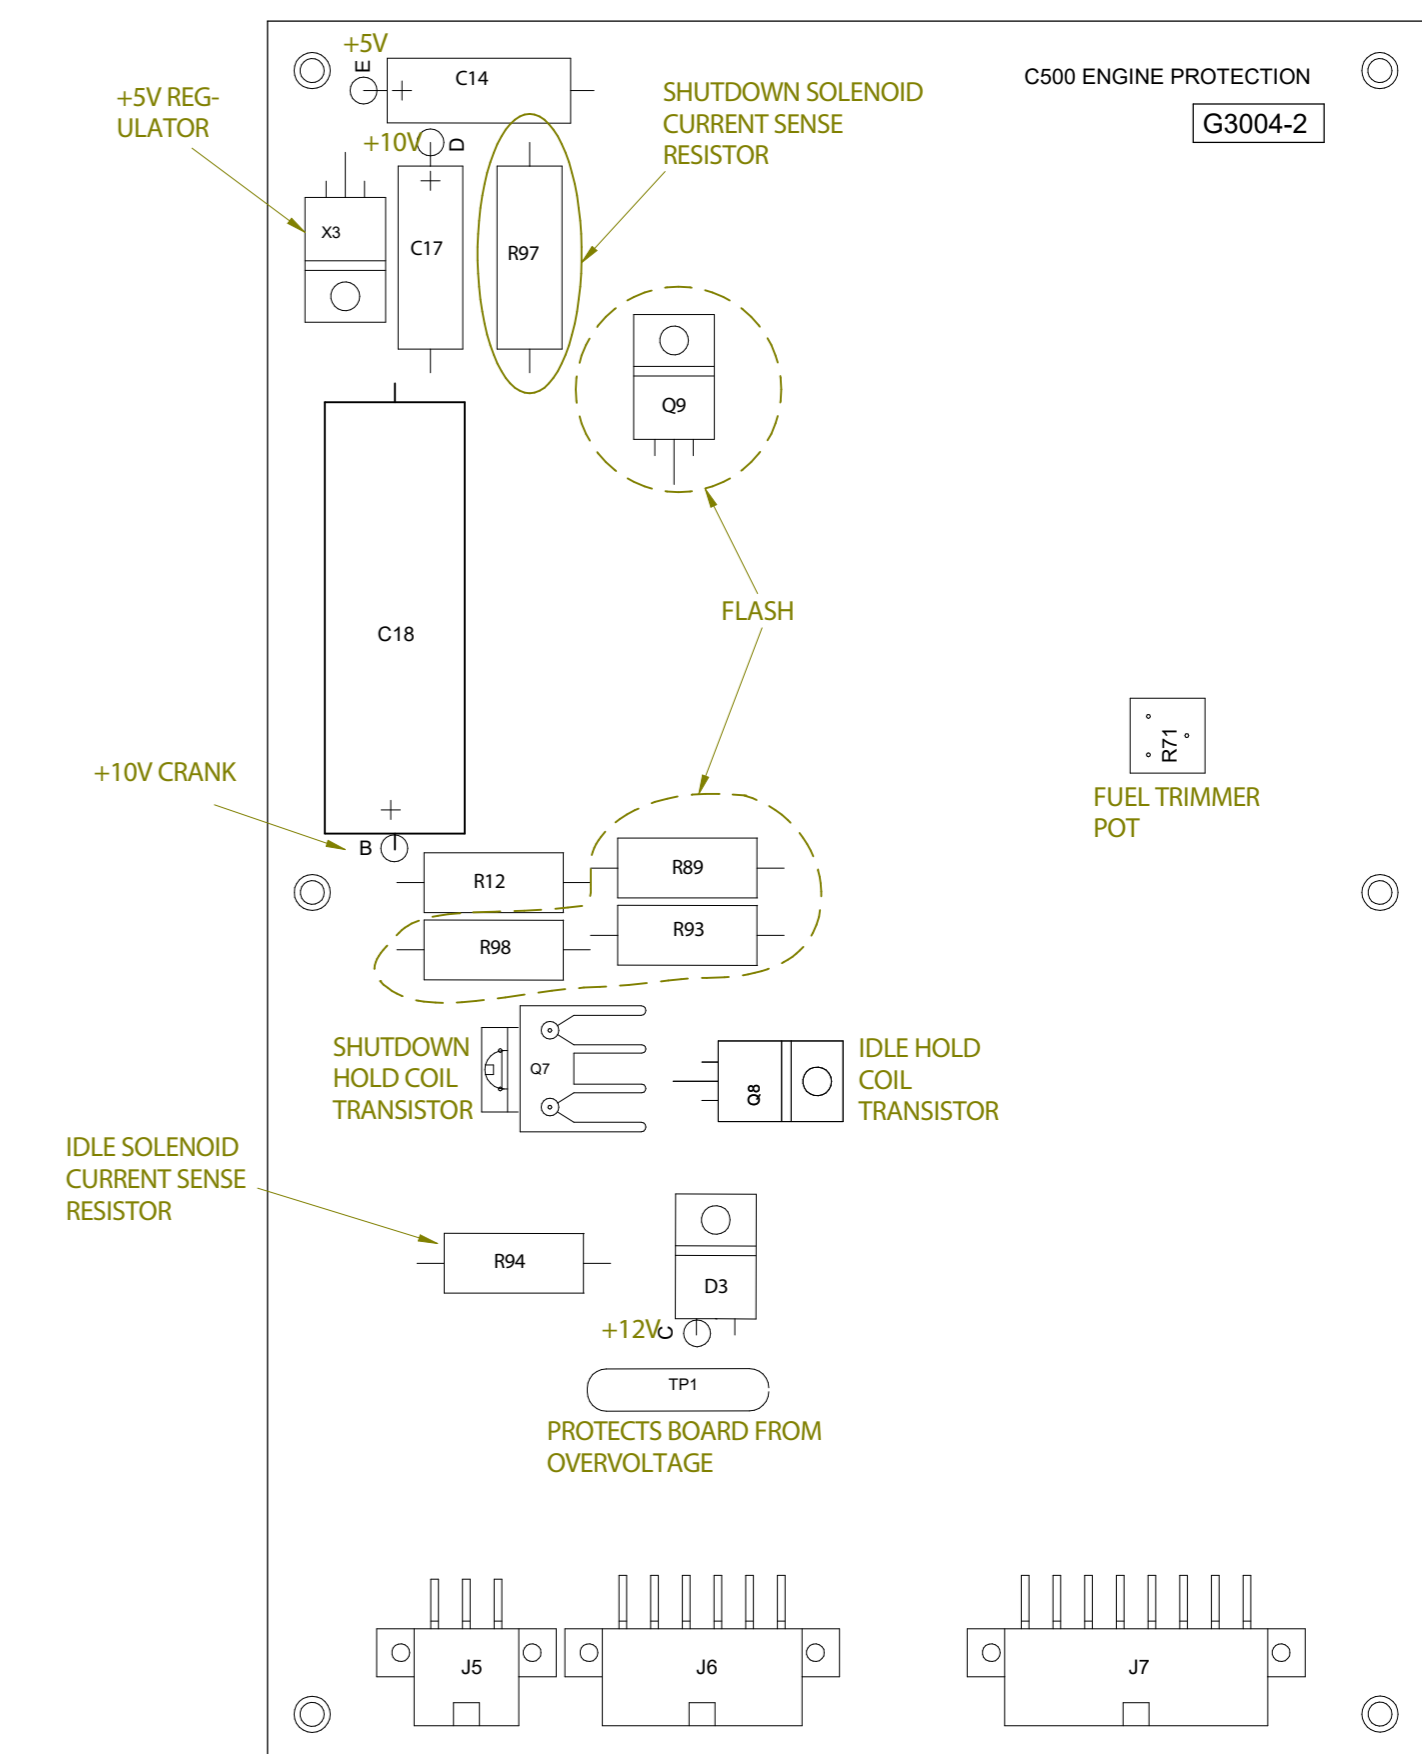 +5V
E
C14
C500 ENGINE PROTECTION
G3004-2
+5V REG-
ULATOR
SHUTDOWN SOLENOID
CURRENT SENSE
RESISTOR
+10V
D
X3
C17
R97
Q9
FLASH
C18
R71
FUEL TRIMMER
POT
+10V CRANK
B
R12
R89
R98
R93
SHUTDOWN
HOLD COIL
TRANSISTOR
Q7
Q8
IDLE HOLD
COIL
TRANSISTOR
IDLE SOLENOID
CURRENT SENSE
RESISTOR
R94
D3
+12V
C
TP1
PROTECTS BOARD FROM
OVERVOLTAGE
J5
J6
J7